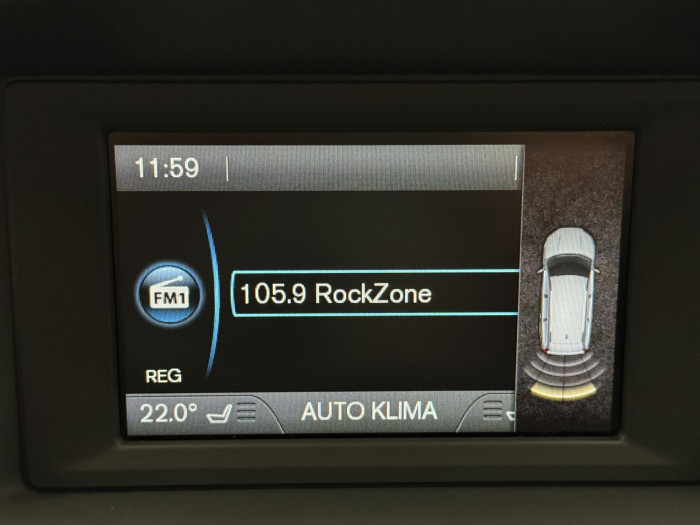 11:59
FM1
105.9 RockZone
REG
22.0° AUTO KLIMA